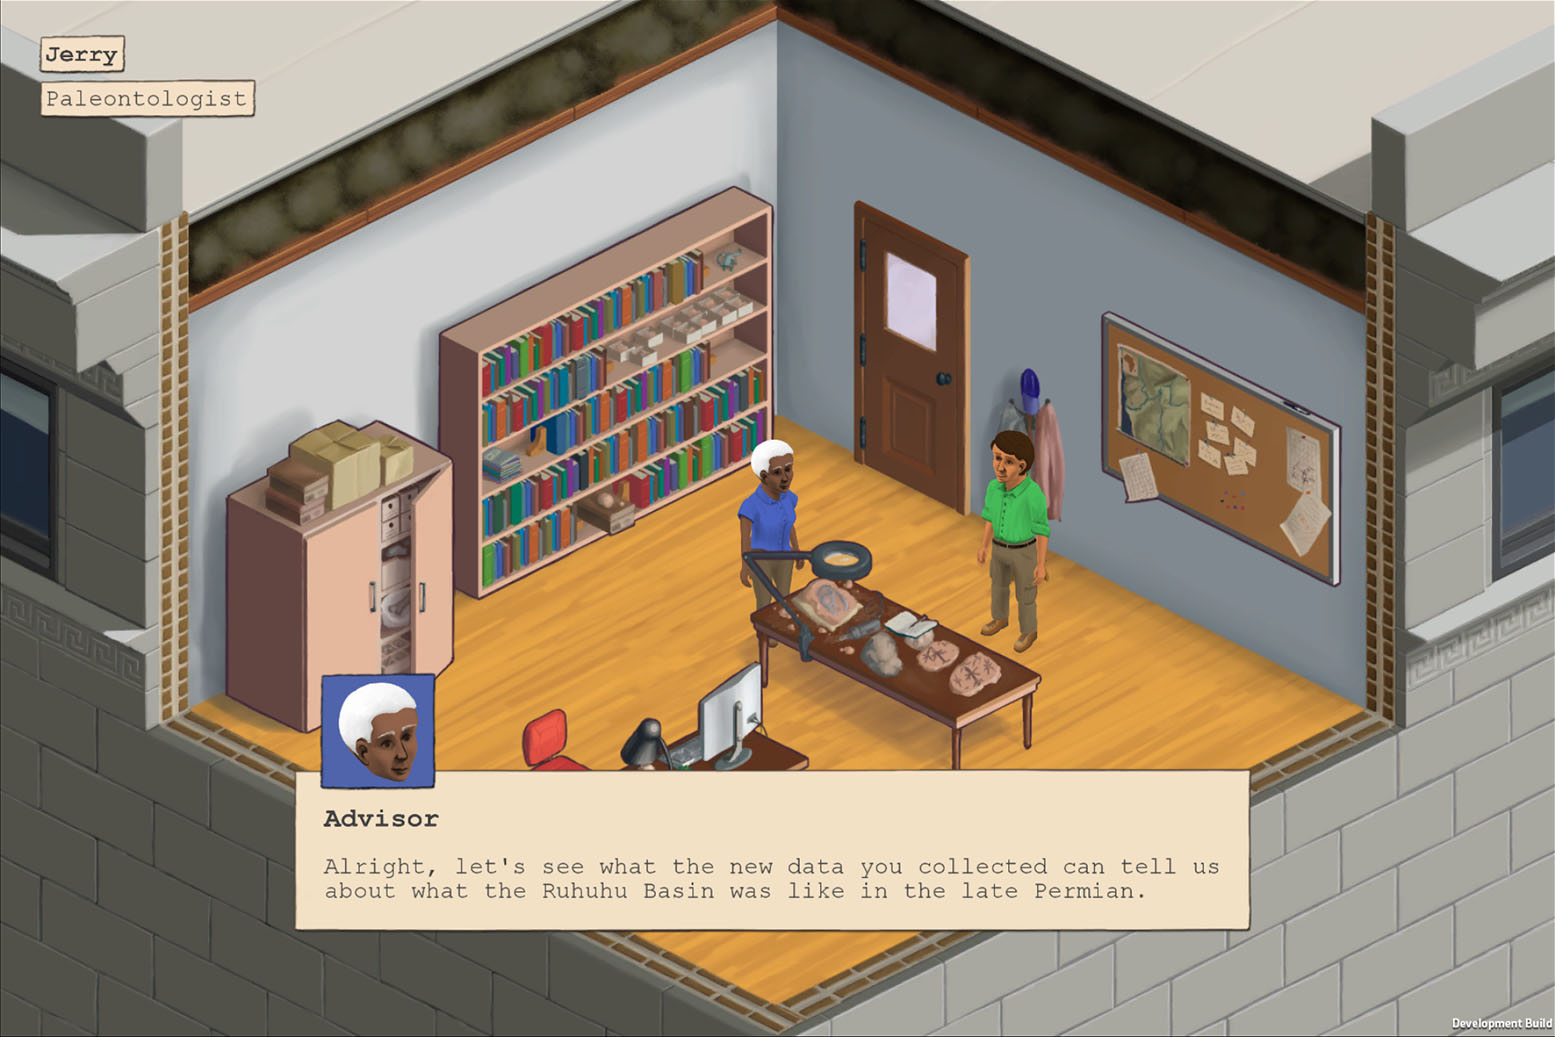 Jerry
Paleontologist
Advisor
Alright, let's see what the new data you collected can tell us
about what the Ruhuhu Basin was like in the late Permian.
Development Build